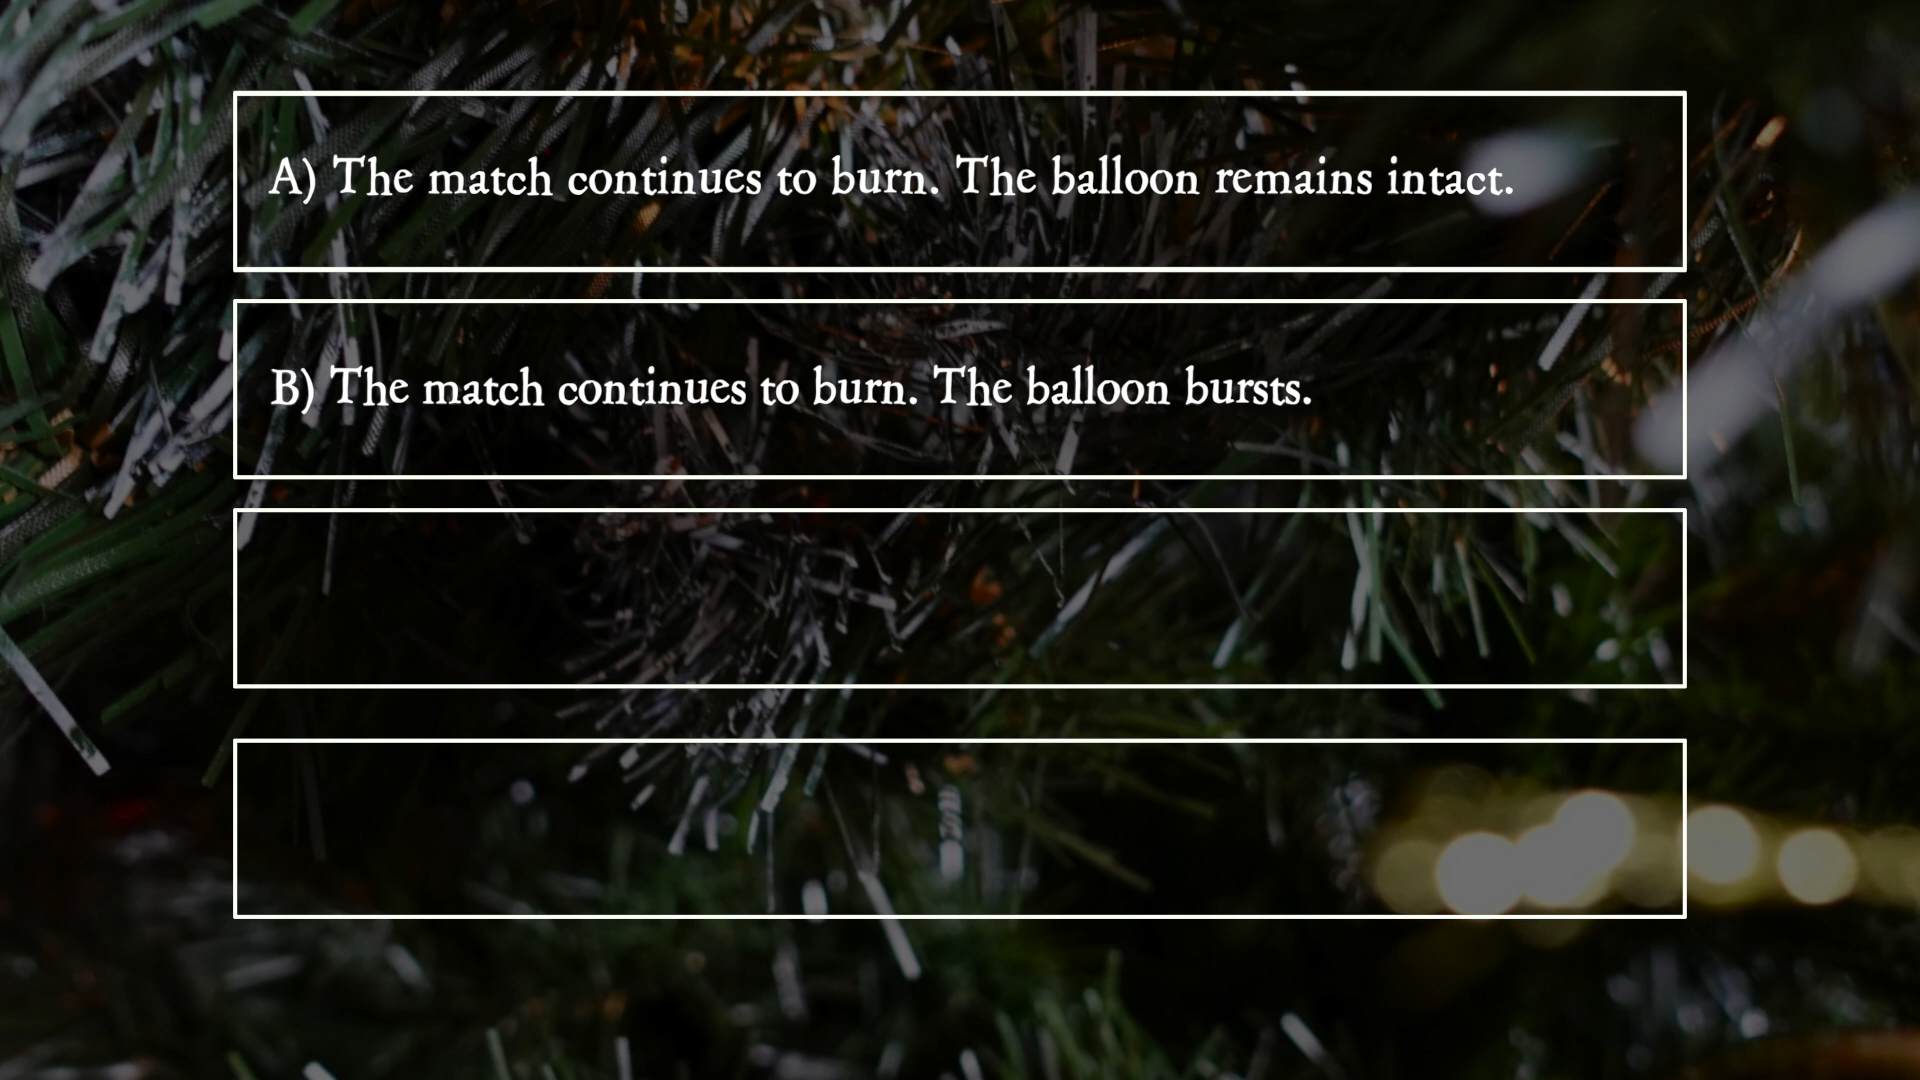 A) The match continues to burn. The balloon remains intact.
B) The match continues to burn. The balloon bursts.